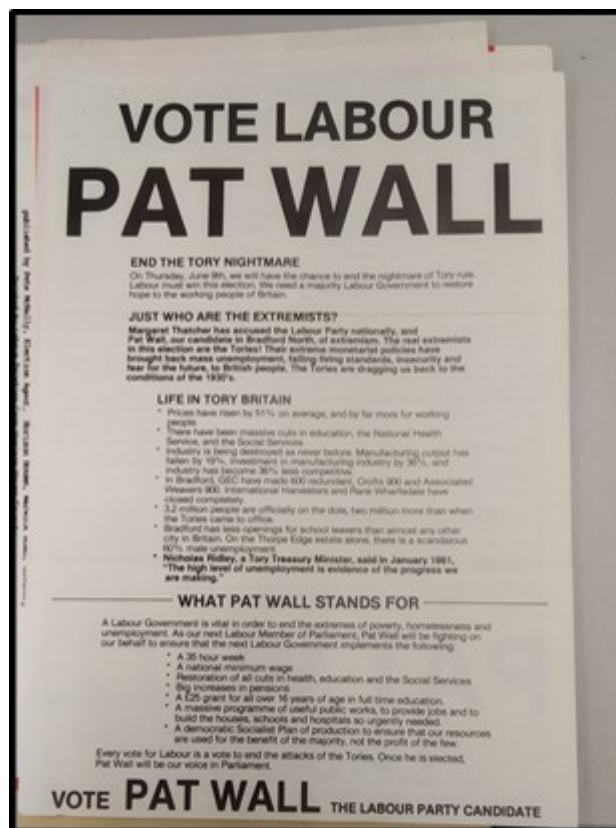 VOTE LABOUR
PAT WALL
END THE TORY NIGHTMARE
On Thursday, June 9th, we will have the chance to end the nightmare of Tory rule.
Labour must win this election. We need a majority Labour Government to restore
hope to the working people of Britain.
JUST WHO ARE THE EXTREMISTS?
Margaret Thatcher has accused the Labour Party nationally, and
Pat Wall, our candidate in Bradford North, of extremism. The real extremists
in this election are the Tories! Their extreme monetarist policies have
brought back mass unemployment, falling living standards, insecurity and
fear for the future, to British people. The Tories are dragging us back to the
conditions of the 1930's.
LIFE IN TORY BRITAIN
* Prices have risen by 51% on average, and by far more for working
people.
* There have been massive cuts in education, the National Health
Service, and the Social Services.
* Industry is being destroyed as never before. Manufacturing output has
fallen by 19%, investment in manufacturing industry by 36%, and
industry has become 36% less competitive.
* In Bradford, GEC have made 600 redundant, Crofts 900 and Associated
Weavers 900. International Harvesters and Rank Wharfedale have
closed completely.
* 3.2 million people are officially on the dole, two million more than when
the Tories came to office.
* Bradford has less openings for school leavers than almost any other
city in Britain. On the Thorpe Edge estate alone, there is a scandalous
60% male unemployment.
* Nicholas Ridley, a Tory Treasury Minister, said in January 1981,
"The high level of unemployment is evidence of the progress we
are making."
WHAT PAT WALL STANDS FOR
A Labour Government is vital in order to end the extremes of poverty, homelessness and
unemployment. As our next Labour Member of Parliament, Pat Wall will be fighting on
our behalf to ensure that the next Labour Government implements the following:
* A 35 hour week
* A national minimum wage
* Restoration of all cuts in health, education and the Social Services
* Big increases in pensions
* A £25 grant for all over 16 years of age in full time education.
* A massive programme of useful public works, to provide jobs and to
build the houses, schools and hospitals so urgently needed.
* A democratic Socialist Plan of production to ensure that our resources
are used for the benefit of the majority, not the profit of the few.
Every vote for Labour is a vote to end the attacks of the Tories. Once he is elected,
Pat Wall will be our voice in Parliament.
VOTE PAT WALL THE LABOUR PARTY CANDIDATE
published by Pete McNally, Election Agent,